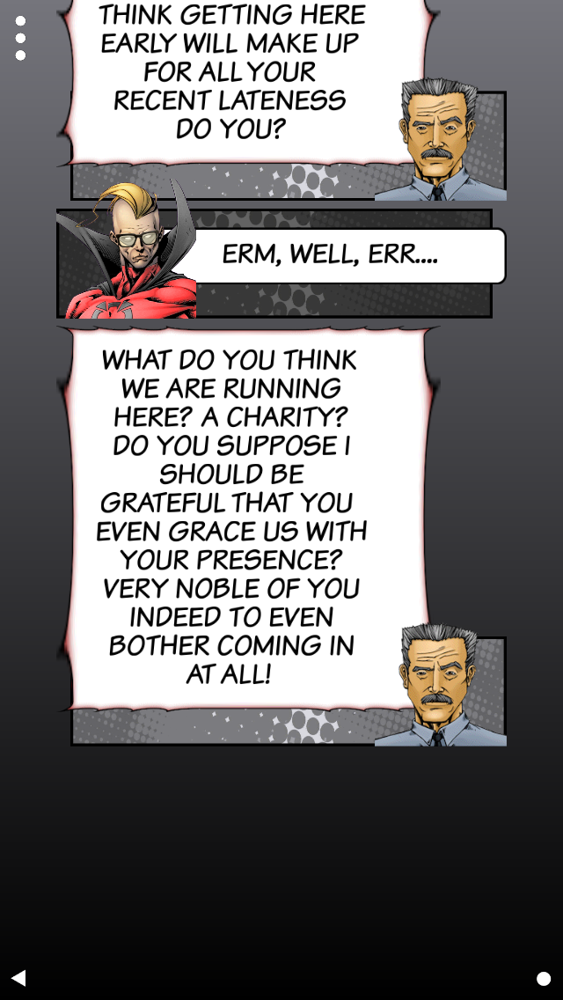 THINK GETTING HERE
EARLY WILL MAKE UP
FOR ALL YOUR
RECENT LATENESS
DO YOU?
ERM, WELL, ERR....
WHAT DO YOU THINK
WE ARE RUNNING
HERE? A CHARITY?
DO YOU SUPPOSE I
SHOULD BE
GRATEFUL THAT YOU
EVEN GRACE US WITH
YOUR PRESENCE?
VERY NOBLE OF YOU
INDEED TO EVEN
BOTHER COMING IN
AT ALL!